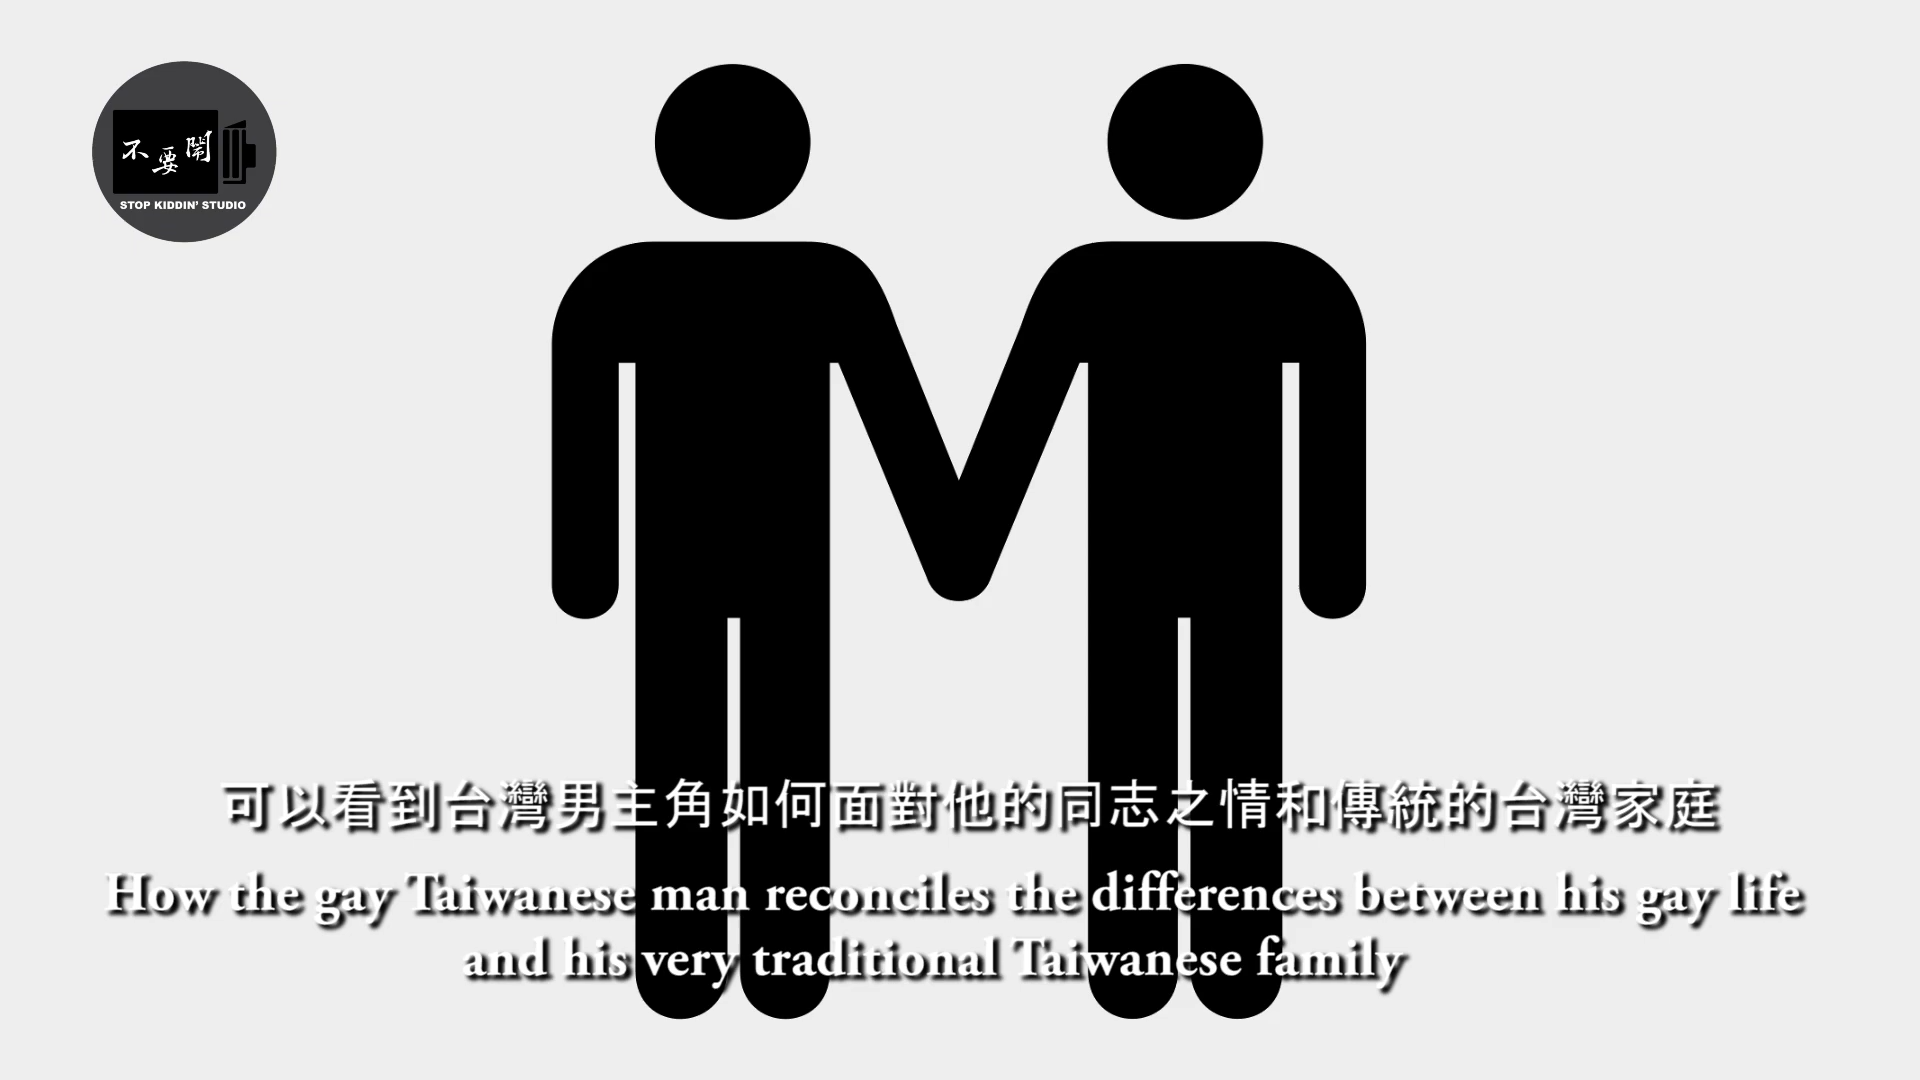 不要鬧
STOP KIDDIN' STUDIO
可以看到台灣男主角如何面對他的同志之情和傳統的台灣家庭
How the gay Taiwanese man reconciles the differences between his gay life
and his very traditional Taiwanese family